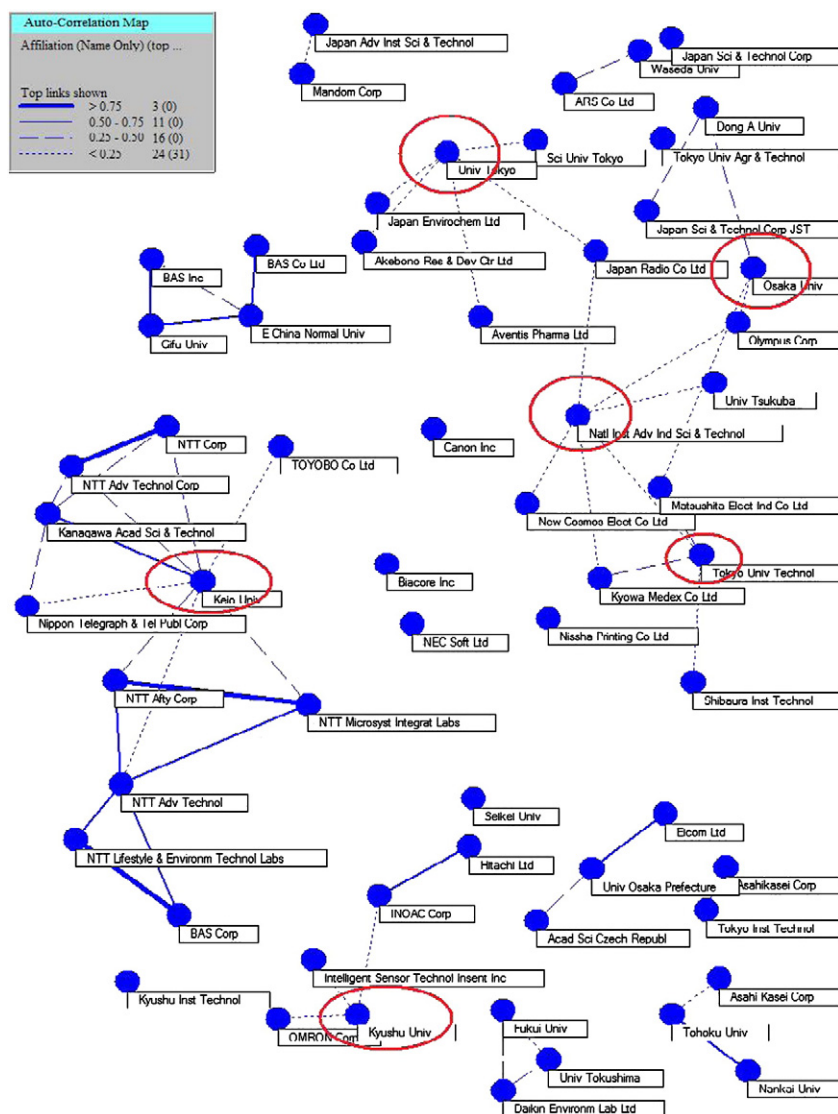 Auto-Correlation Map
Affiliation (Name Only) (top ...
Top links shown
> 0.75 3 (0)
0.50 - 0.75 11 (0)
0.25 - 0.50 16 (0)
< 0.25 24 (31)
Japan Adv Inst Sci & Technol
Mandom Corp
Japan Sci & Technol Corp
Waseda Univ
ARS Co Ltd
Dong A Univ
Univ Tokyo
Sci Univ Tokyo
Tokyo Univ Agr & Technol
Japan Envirochem Ltd
Japan Sci & Technol Corp JST
Akebono Res & Dev Ctr Ltd
Japan Radio Co Ltd
BAS Inc
BAS Co Ltd
Osaka Univ
Gifu Univ
E China Normal Univ
Aventis Pharma Ltd
Olympus Corp
Univ Tsukuba
NTT Corp
Natl Inst Adv Ind Sci & Technol
Canon Inc
TOYOBO Co Ltd
NTT Adv Technol Corp
Matsushita Elect Ind Co Ltd
New Cosmos Elect Co Ltd
Kanagawa Acad Sci & Technol
Tokyo Univ Technol
Biacore Inc
Keio Univ
Kyowa Medex Co Ltd
Nippon Telegraph & Tel Publ Corp
NEC Soft Ltd
Nissha Printing Co Ltd
NTT Afty Corp
Shibaura Inst Technol
NTT Microsyst Integrat Labs
NTT Adv Technol
Seikei Univ
Elcom Ltd
NTT Lifestyle & Environm Technol Labs
Hitachi Ltd
Univ Osaka Prefecture
Asahikasei Corp
INOAC Corp
BAS Corp
Acad Sci Czech Republ
Tokyo Inst Technol
Intelligent Sensor Technol Insent Inc
Kyushu Inst Technol
Asahi Kasei Corp
OMRON Corp
Kyushu Univ
Fukui Univ
Tohoku Univ
Univ Tokushima
Nankai Univ
Daikin Environm Lab Ltd